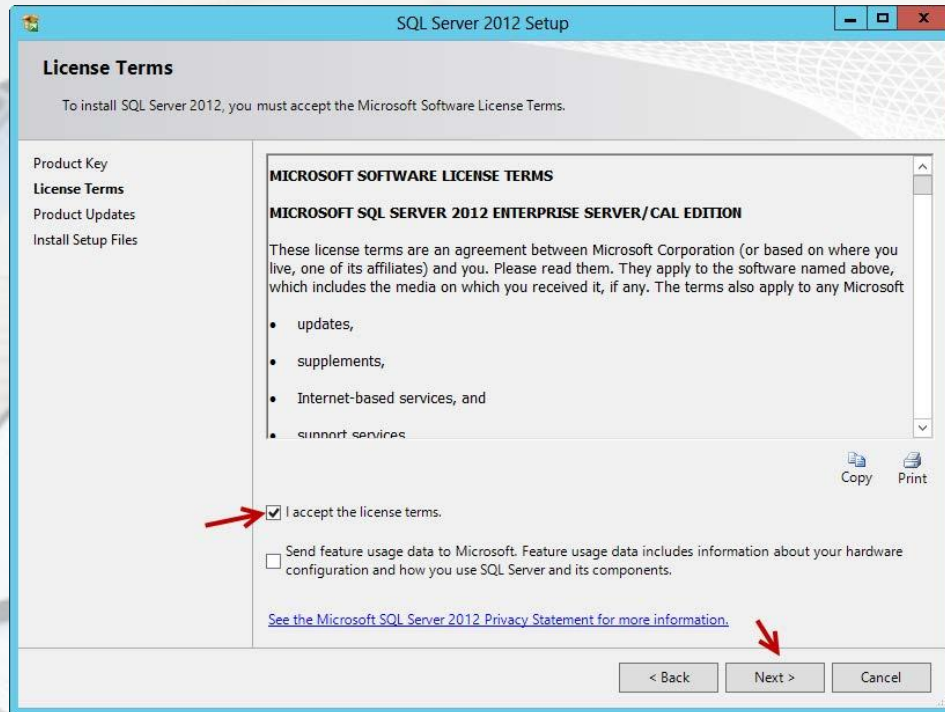 SQL Server 2012 Setup
License Terms
To install SQL Server 2012, you must accept the Microsoft Software License Terms.
Product Key
License Terms
Product Updates
Install Setup Files
MICROSOFT SOFTWARE LICENSE TERMS
MICROSOFT SQL SERVER 2012 ENTERPRISE SERVER/CAL EDITION
These license terms are an agreement between Microsoft Corporation (or based on where you
live, one of its affiliates) and you. Please read them. They apply to the software named above,
which includes the media on which you received it, if any. The terms also apply to any Microsoft
• updates,
• supplements,
• Internet-based services, and
• support services
Copy Print
I accept the license terms.
Send feature usage data to Microsoft. Feature usage data includes information about your hardware
configuration and how you use SQL Server and its components.
See the Microsoft SQL Server 2012 Privacy Statement for more information.
< Back Next > Cancel